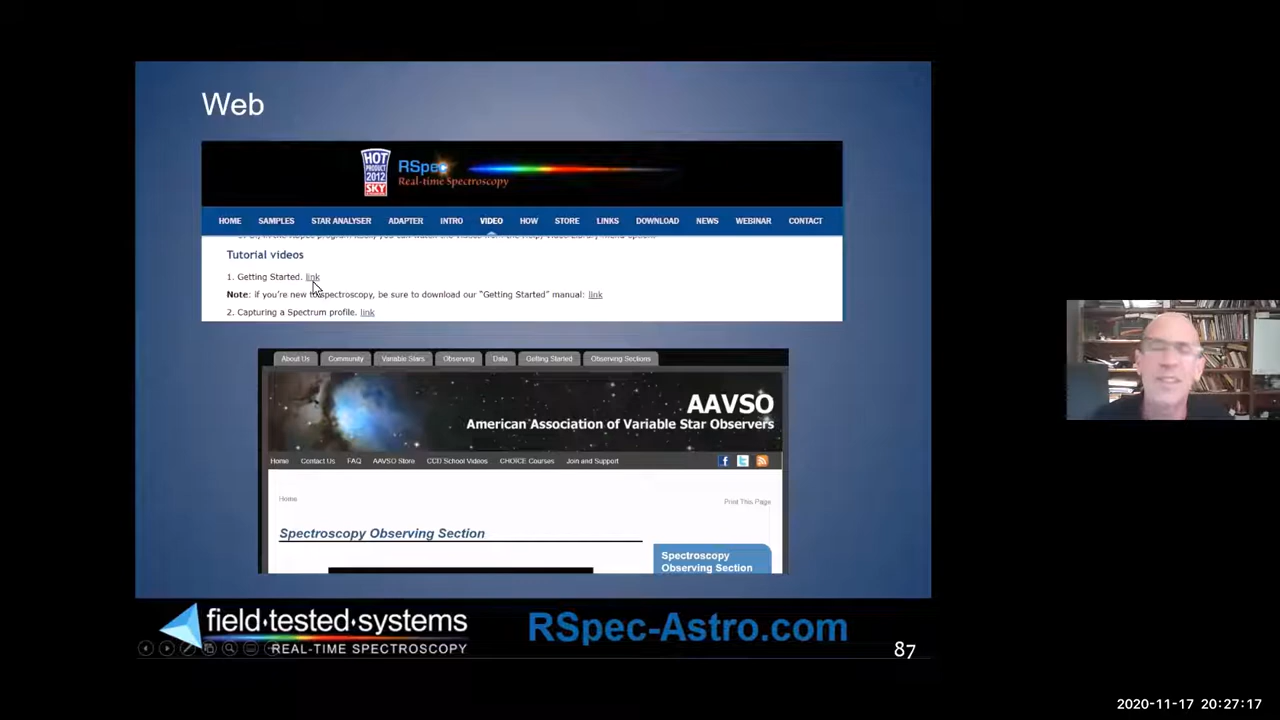 Web
HOT
PRODUCT
2012
SKY
RSpec
Real-time Spectroscopy
HOME SAMPLES STAR ANALYSER ADAPTER INTRO VIDEO HOW STORE LINKS DOWNLOAD NEWS WEBINAR CONTACT
Tutorial videos
1. Getting Started. link
Note: if you're new to spectroscopy, be sure to download our "Getting Started" manual: link
2. Capturing a Spectrum profile. link
About Us Community Variable Stars Observing Data Getting Started Observing Sections
AAVSO
American Association of Variable Star Observers
Home Contact Us FAQ AAVSO Store CCD School Videos CHOICE Courses Join and Support
Home
Print This Page
Spectroscopy Observing Section
Spectroscopy
Observing Section
field·tested·systems
REAL-TIME SPECTROSCOPY
RSpec-Astro.com
87
2020-11-17 20:27:17